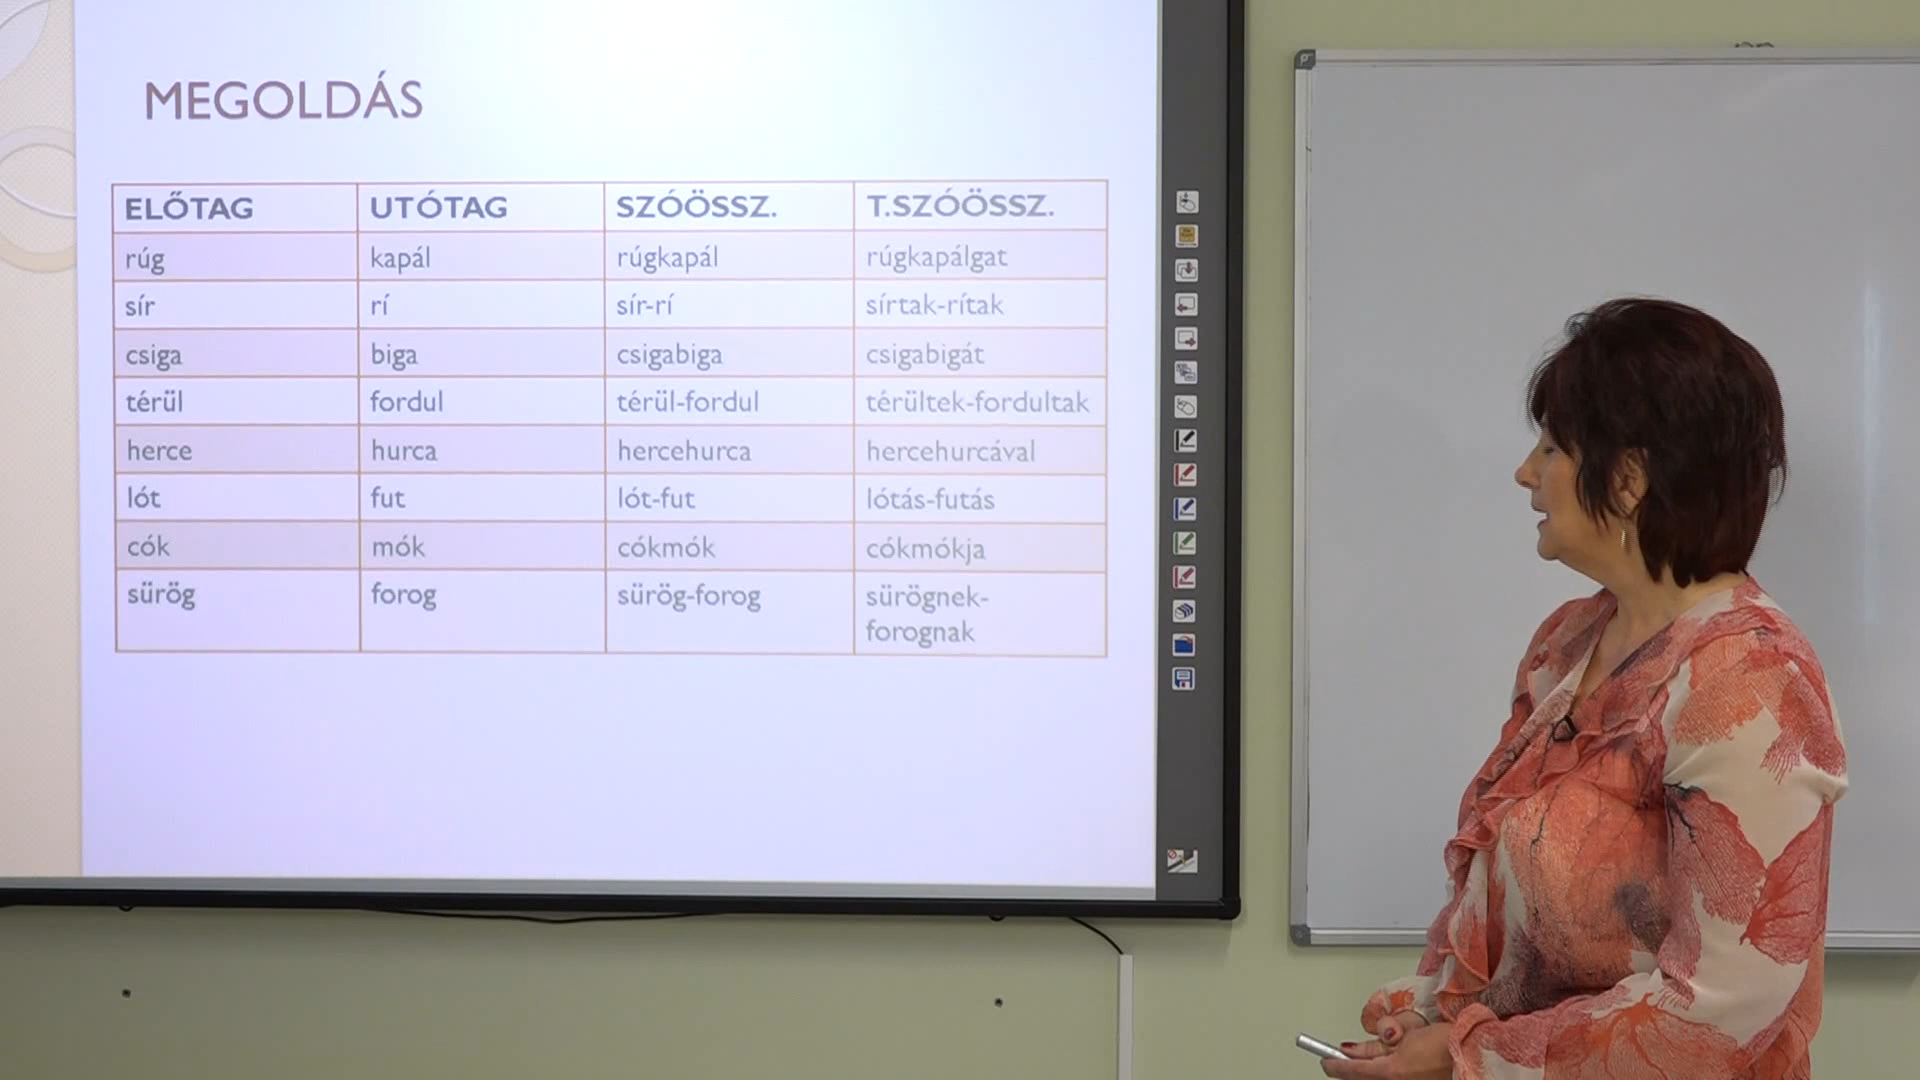 MEGOLDÁS
ELŐTAG UTÓTAG SZÓÖSSZ. T.SZÓÖSSZ.
rúg kapál rúgkapál rúgkapálgat
sír rí sír-rí sírtak-rítak
csiga biga csigabiga csigabigát
térül fordul térül-fordul térültek-fordultak
herce hurca hercehurca hercehurcával
lót fut lót-fut lótás-futás
cók mók cókmók cókmókja
sürög forog sürög-forog sürögnek-
forognak